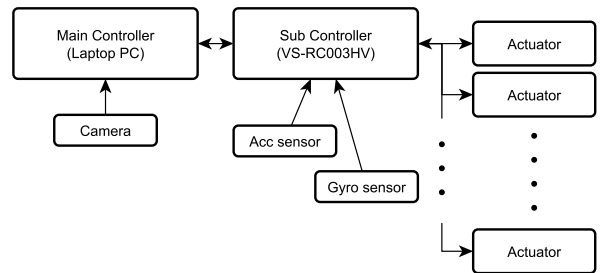 Main Controller
(Laptop PC)
Sub Controller
(VS-RC003HV)
Actuator
Actuator
Camera
Acc sensor
Gyro sensor
Actuator